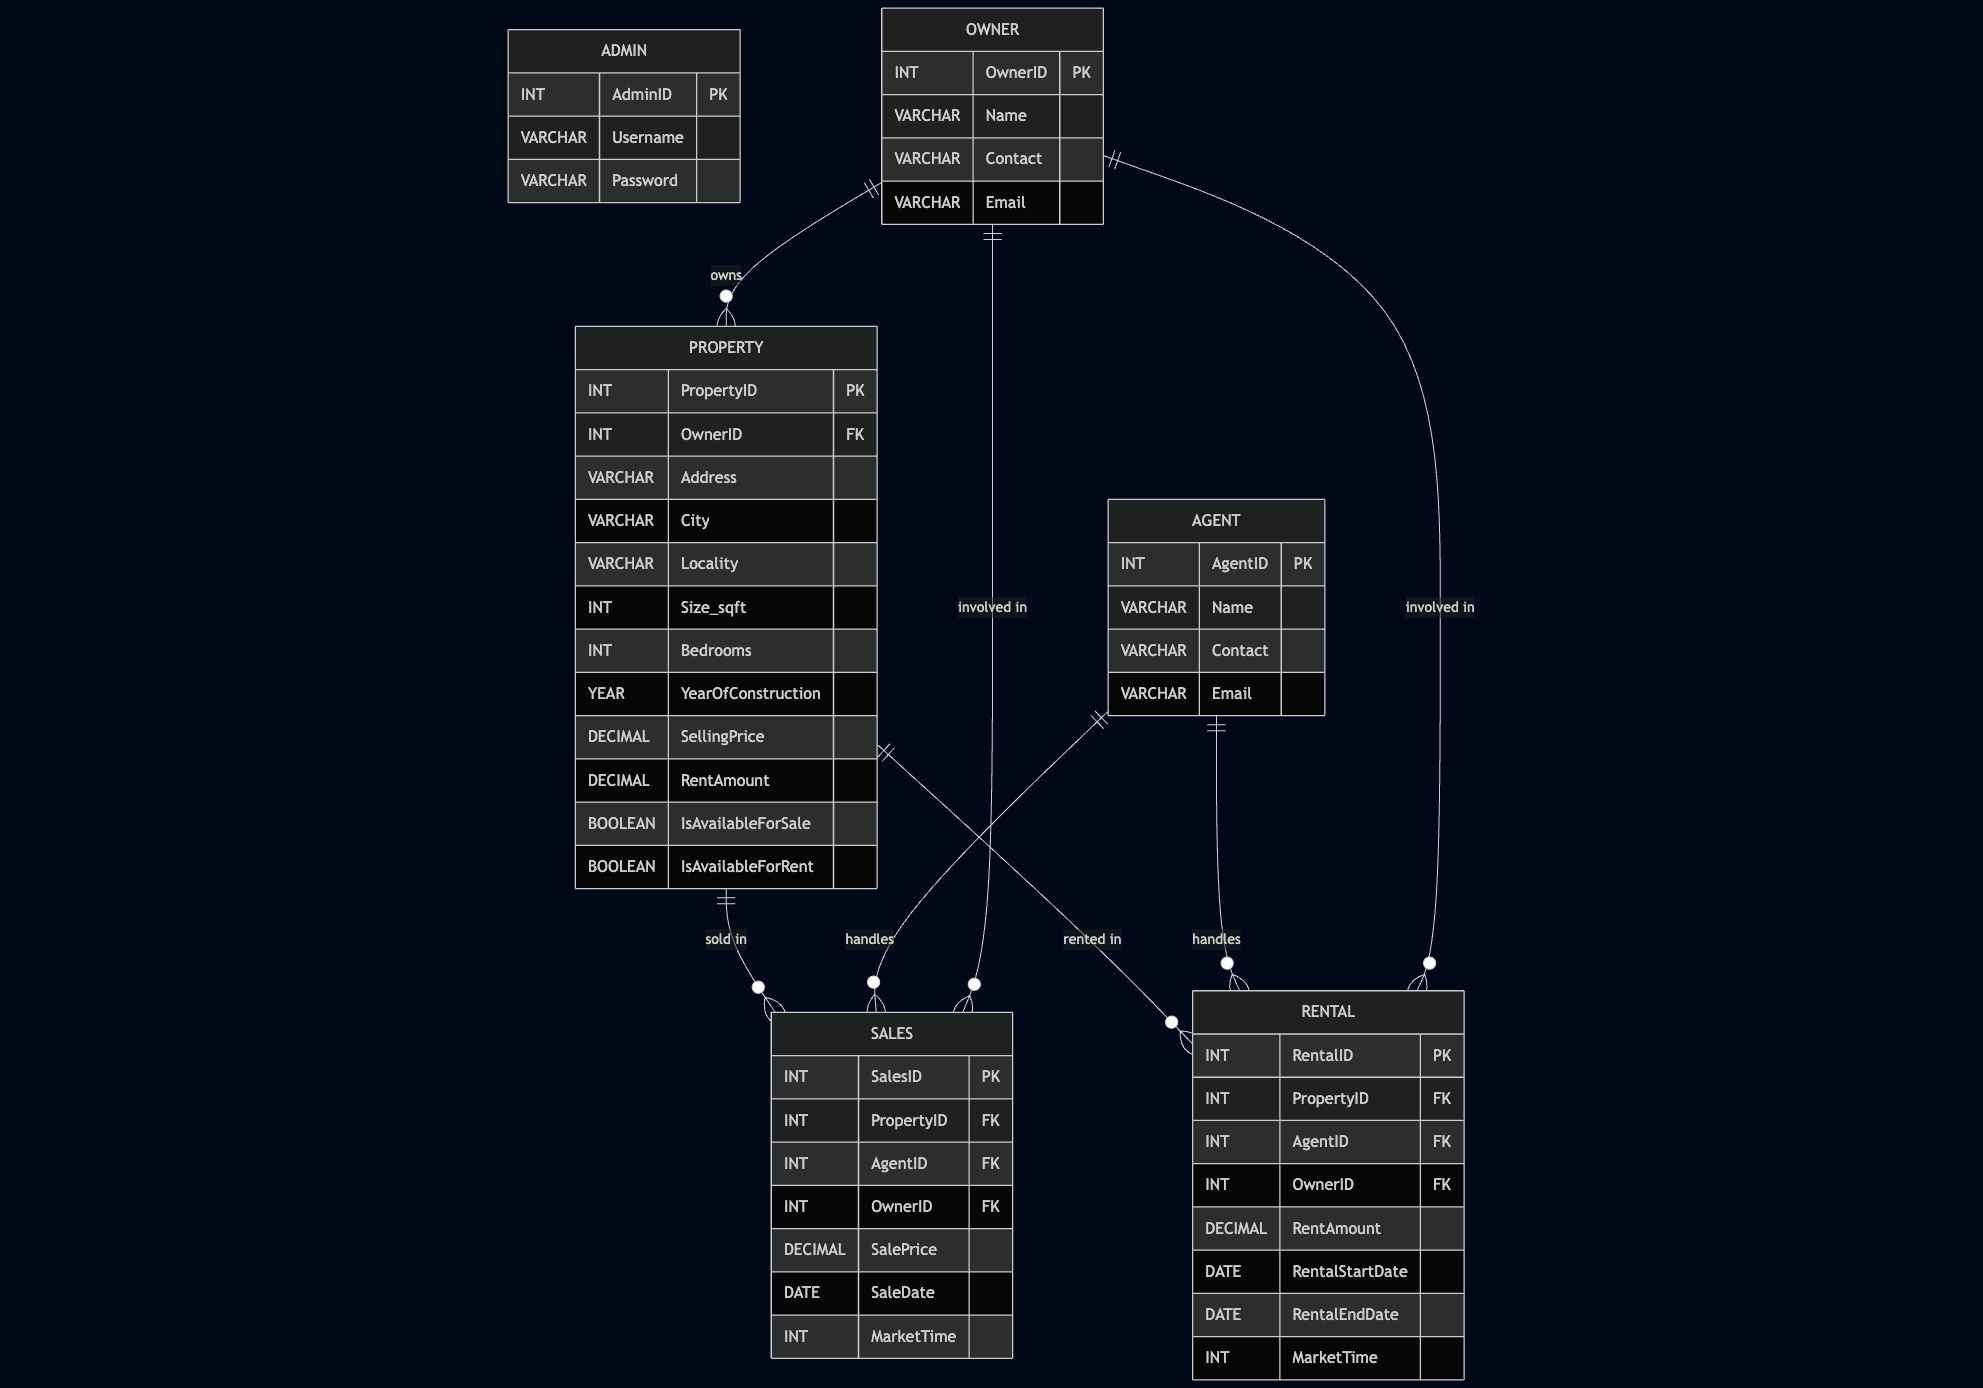 ADMIN
INT AdminID PK
VARCHAR Username
VARCHAR Password
OWNER
INT OwnerID PK
VARCHAR Name
VARCHAR Contact
VARCHAR Email
owns
PROPERTY
INT PropertyID PK
INT OwnerID FK
VARCHAR Address
VARCHAR City
VARCHAR Locality
INT Size_sqft
INT Bedrooms
YEAR YearOfConstruction
DECIMAL SellingPrice
DECIMAL RentAmount
BOOLEAN IsAvailableForSale
BOOLEAN IsAvailableForRent
involved in
AGENT
INT AgentID PK
VARCHAR Name
VARCHAR Contact
VARCHAR Email
involved in
sold in
handles
rented in
handles
SALES
INT SalesID PK
INT PropertyID FK
INT AgentID FK
INT OwnerID FK
DECIMAL SalePrice
DATE SaleDate
INT MarketTime
RENTAL
INT RentalID PK
INT PropertyID FK
INT AgentID FK
INT OwnerID FK
DECIMAL RentAmount
DATE RentalStartDate
DATE RentalEndDate
INT MarketTime